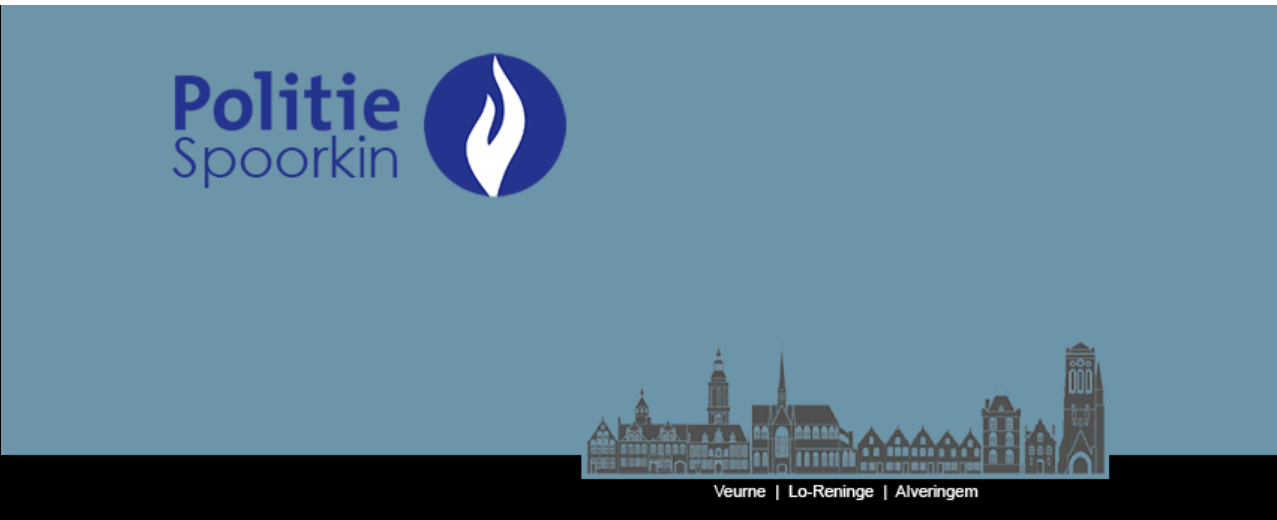 Politie
Spoorkin
Veurne | Lo-Reninge | Alveringem